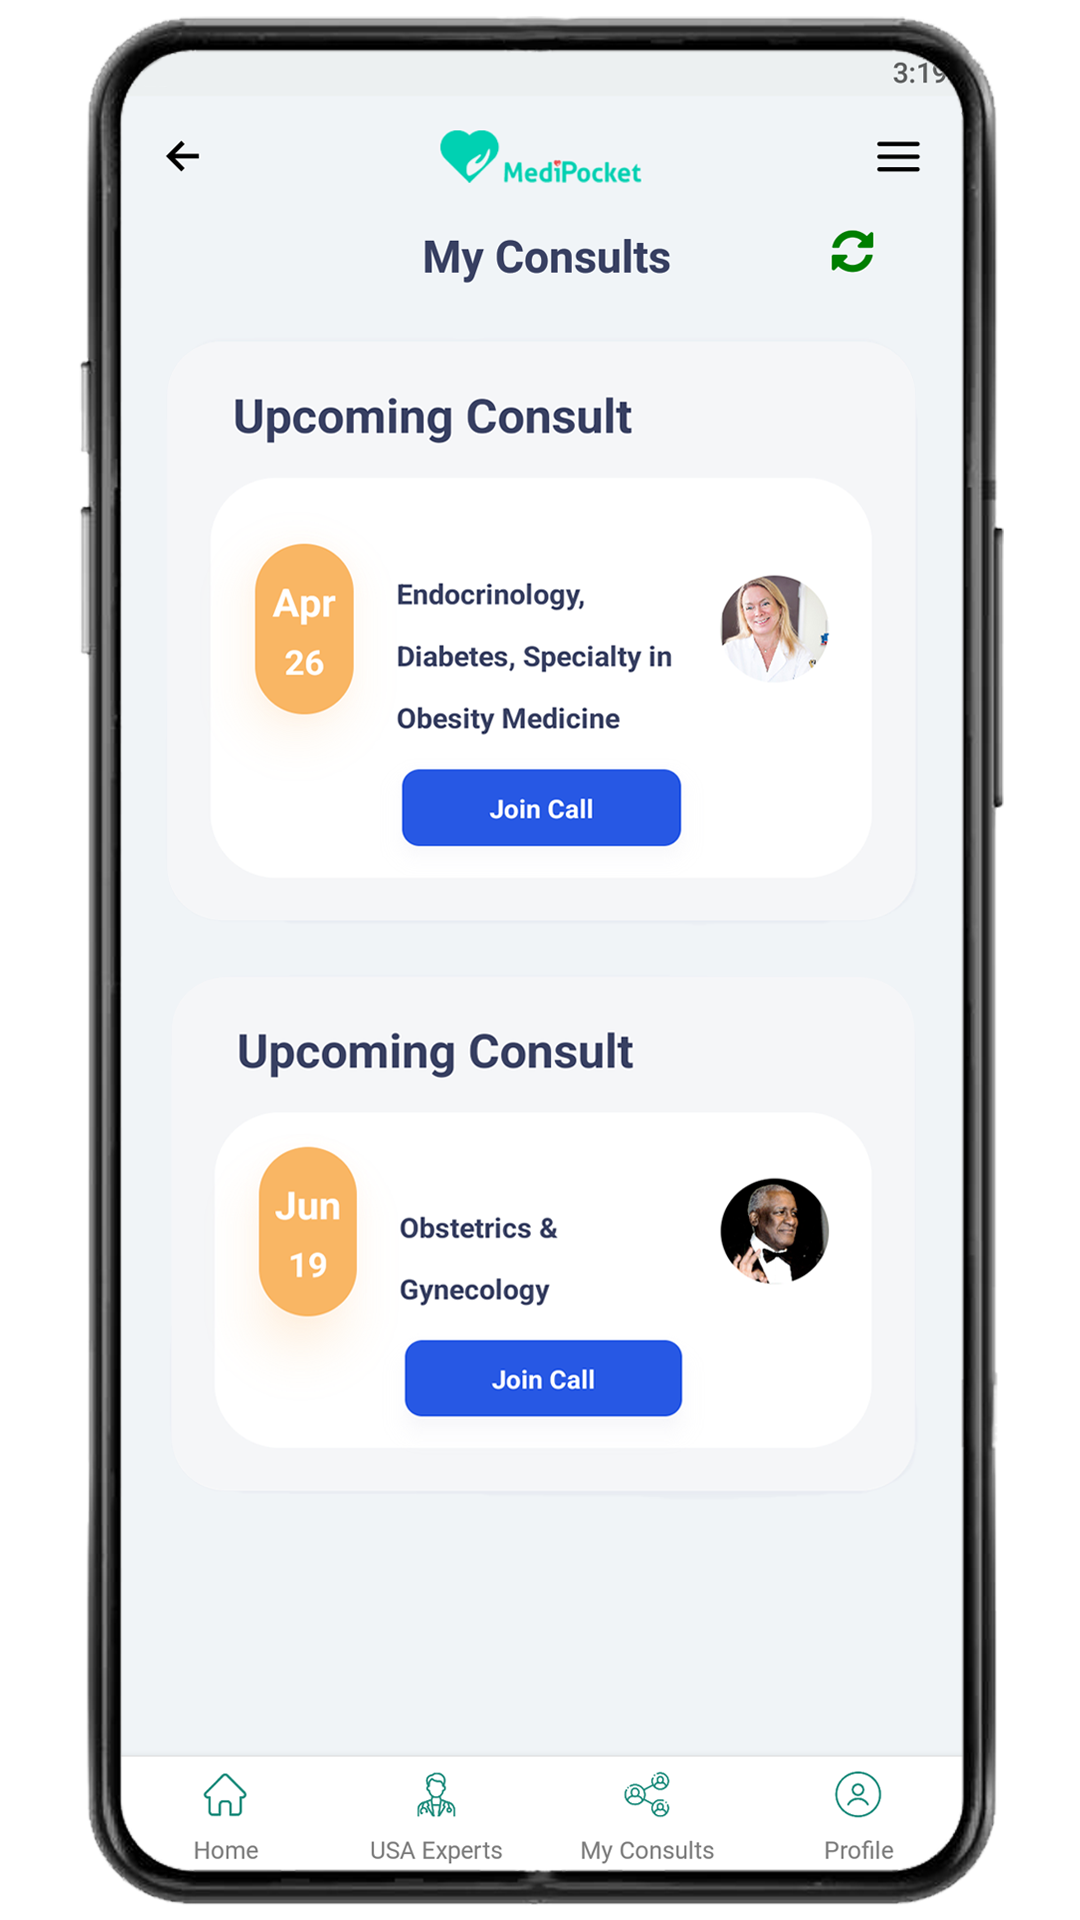 3:19
MediPocket
My Consults
Upcoming Consult
Apr
26
Endocrinology,
Diabetes, Specialty in
Obesity Medicine
Join Call
Upcoming Consult
Jun
19
Obstetrics &
Gynecology
Join Call
Home
USA Experts
My Consults
Profile